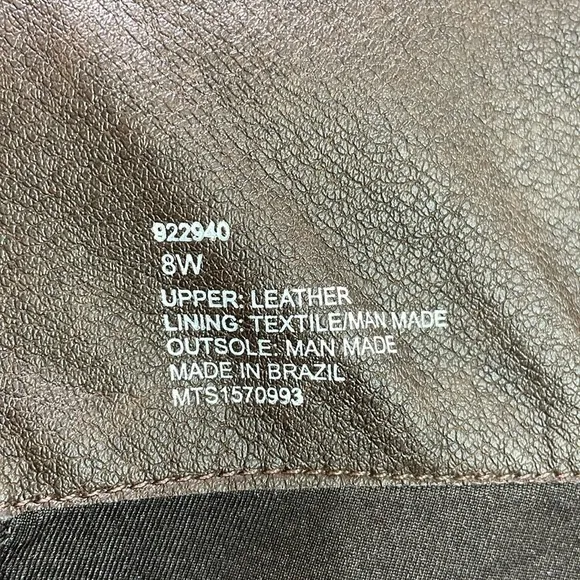 922940
8W
UPPER: LEATHER
LINING: TEXTILE/MAN MADE
OUTSOLE: MAN MADE
MADE IN BRAZIL
MTS1570993